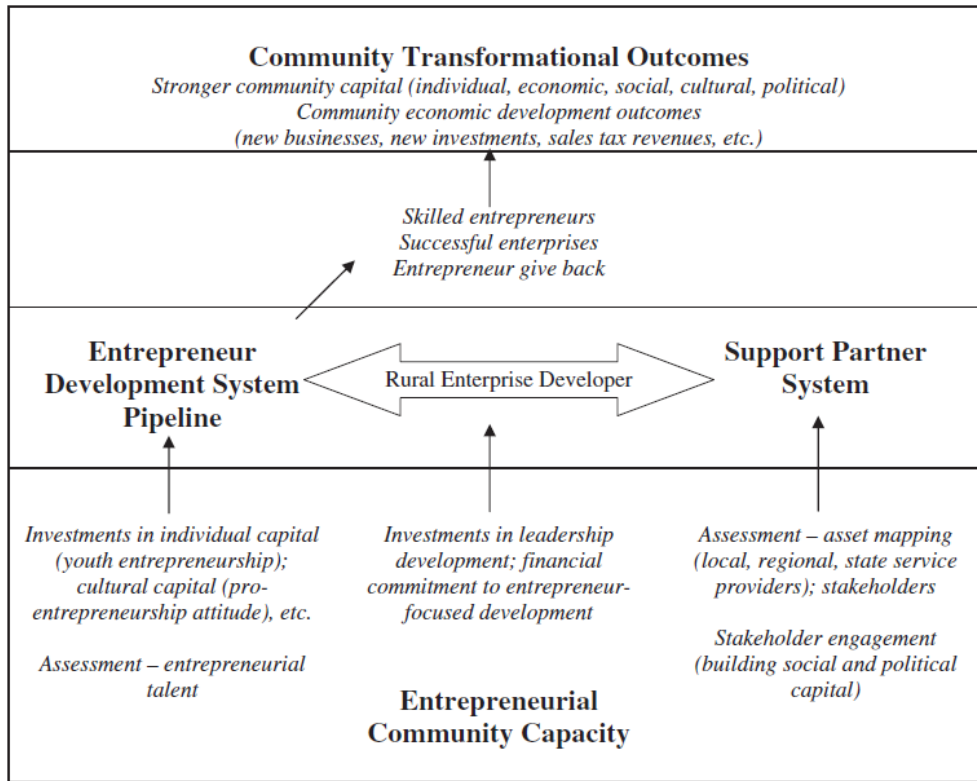 Community Transformational Outcomes
Stronger community capital (individual, economic, social, cultural, political)
Community economic development outcomes
(new businesses, new investments, sales tax revenues, etc.)
Skilled entrepreneurs
Successful enterprises
Entrepreneur give back
Entrepreneur
Development System
Pipeline
Rural Enterprise Developer
Support Partner
System
Investments in individual capital
(youth entrepreneurship);
cultural capital (pro-
entrepreneurship attitude), etc.
Assessment – entrepreneurial
talent
Investments in leadership
development; financial
commitment to entrepreneur-
focused development
Assessment – asset mapping
(local, regional, state service
providers); stakeholders
Stakeholder engagement
(building social and political
capital)
Entrepreneurial
Community Capacity